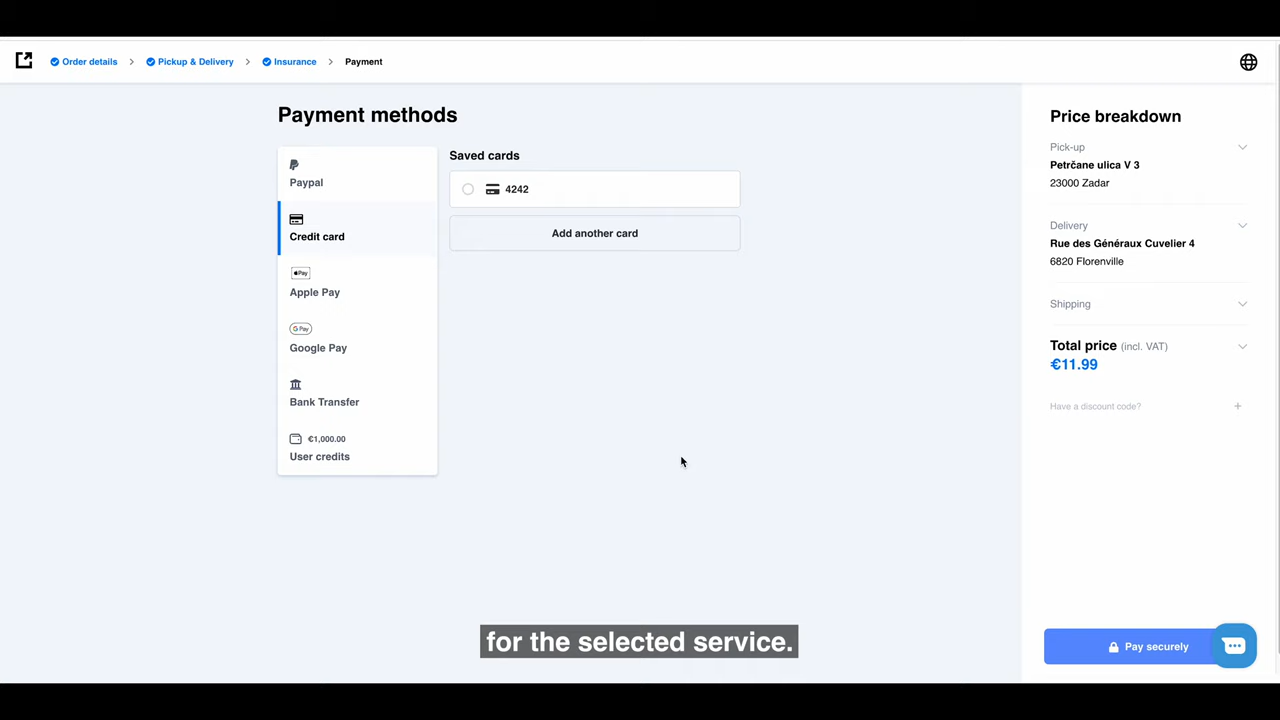 Order details
Pickup & Delivery
Insurance
Payment
Payment methods
Paypal
Credit card
Pay
Apple Pay
G Pay
Google Pay
Bank Transfer
€1,000.00
User credits
Saved cards
4242
Add another card
Price breakdown
Pick-up
Petrčane ulica V 3
23000 Zadar
Delivery
Rue des Généraux Cuvelier 4
6820 Florenville
Shipping
Total price (incl. VAT)
€11.99
Have a discount code?
Pay securely
for the selected service.